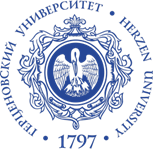 ГЕРЦЕНОВСКИЙ УНИВЕРСИТЕТ • HERZEN UNIVERSITY •
• 1797 •